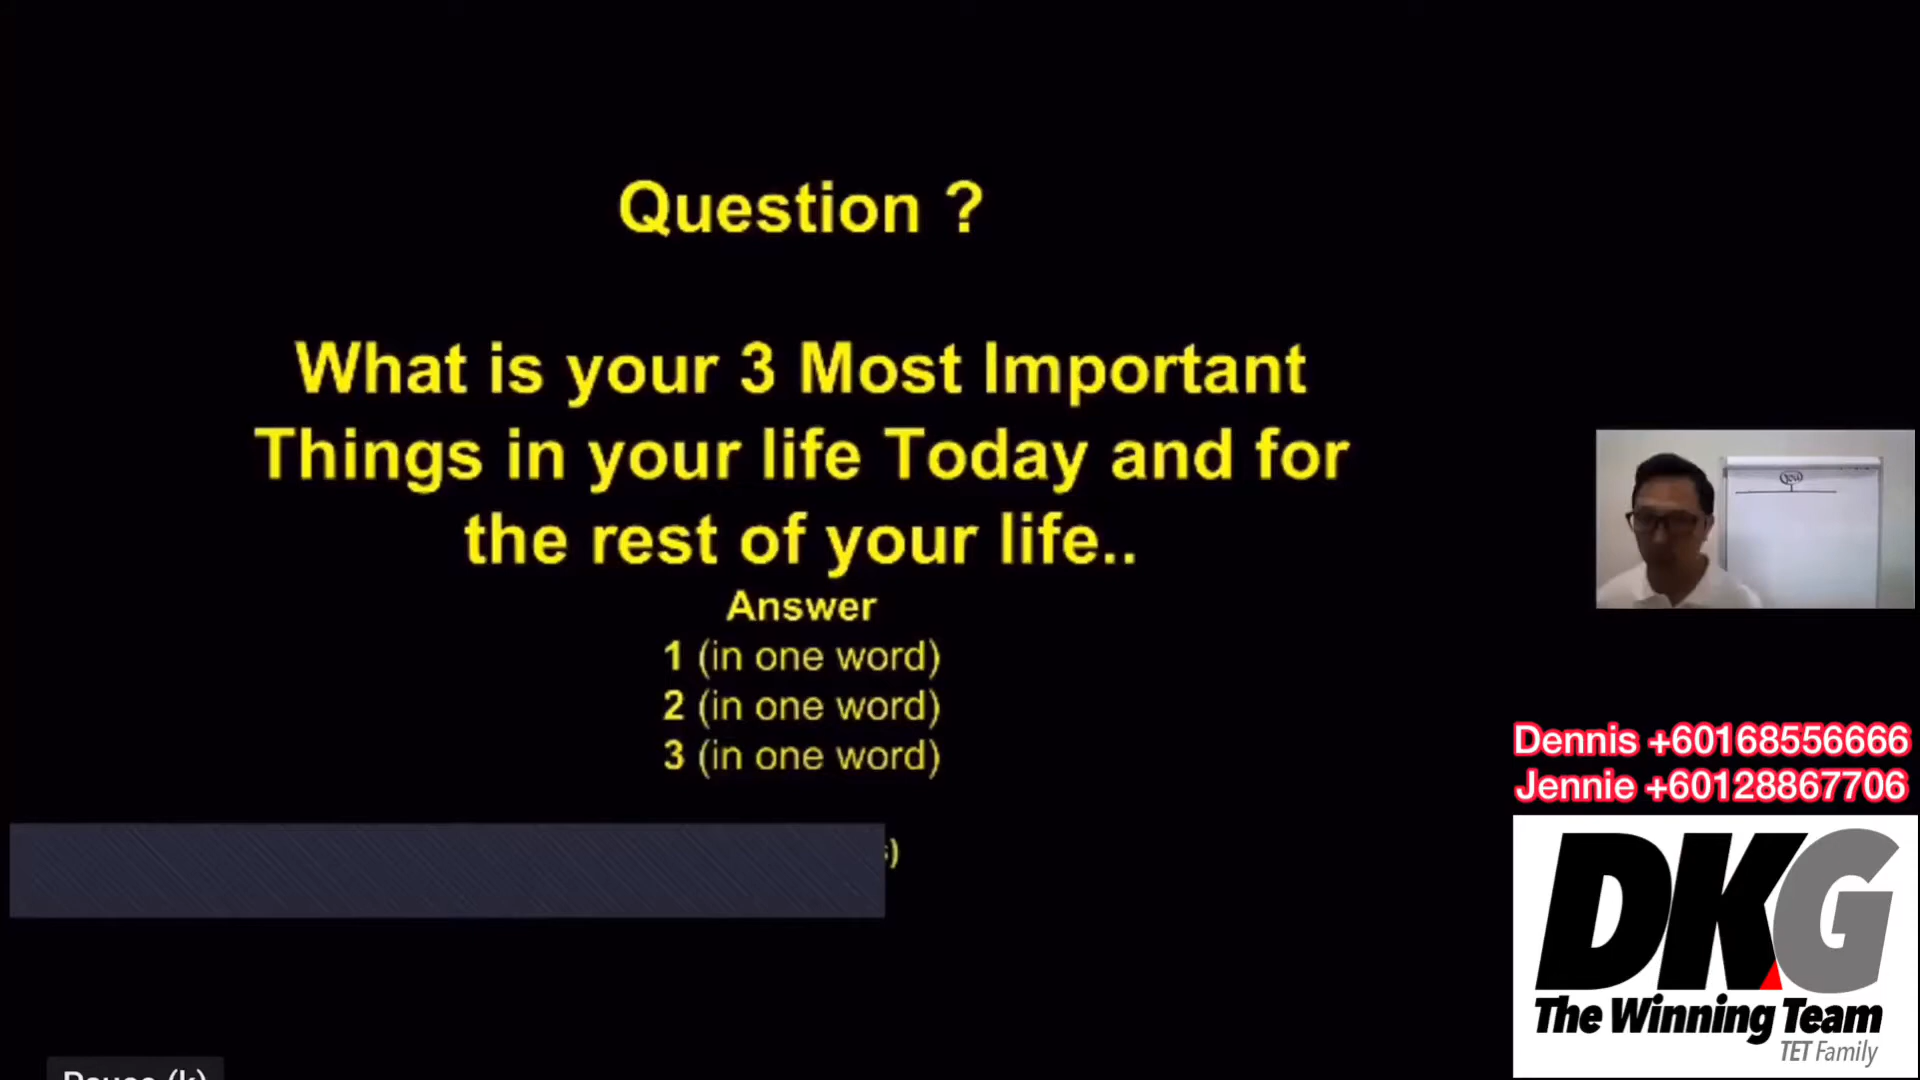 Question ?
What is your 3 Most Important
Things in your life Today and for
the rest of your life..
Answer
1 (in one word)
2 (in one word)
3 (in one word)
Dennis +60168556666
Jennie +60128867706
DKG
The Winning Team
TET Family
Pause (k)